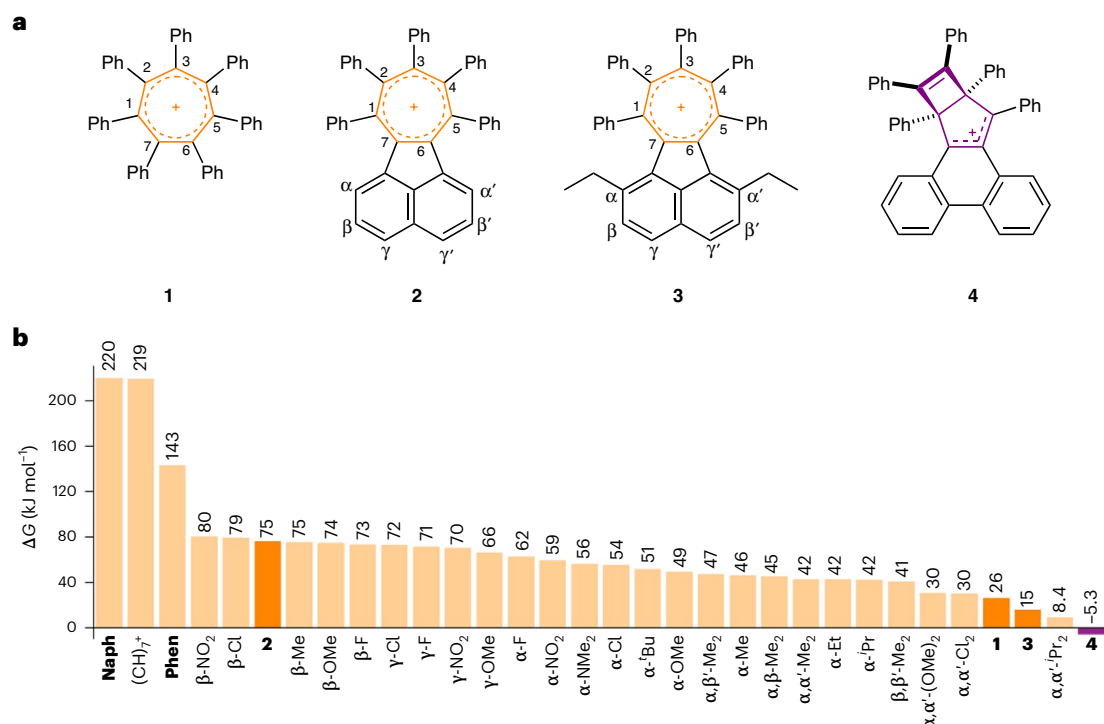 a
Ph
Ph Ph
2 3 4
1 + 5
Ph Ph
7 6
Ph Ph
1
Ph
Ph Ph
2 3 4
1 + 5
Ph Ph
7 6
α α′
β β′
γ γ′
2
Ph
Ph Ph
2 3 4
1 + 5
Ph Ph
7 6
α α′
β β′
γ γ′
3
Ph
Ph Ph
Ph Ph
+
4
b
ΔG (kJ mol⁻¹)
200
160
120
80
40
0
220 219 143 80 79 75 75 74 73 72 71 70 66 62 59 56 54 51 49 47 46 45 42 42 42 41 30 30 26 15 8.4 −5.3
Naph
(CH)₇⁺
Phen
β-NO₂
β-Cl
2
β-Me
β-OMe
β-F
γ-Cl
γ-F
γ-NO₂
γ-OMe
α-F
α-NO₂
α-NMe₂
α-Cl
α-ᵗBu
α-OMe
α,β′-Me₂
α-Me
α,β-Me₂
α,α′-Me₂
α-Et
α-ⁱPr
β,β′-Me₂
α,α′-(OMe)₂
α,α′-Cl₂
1
3
α,α′-ⁱPr₂
4